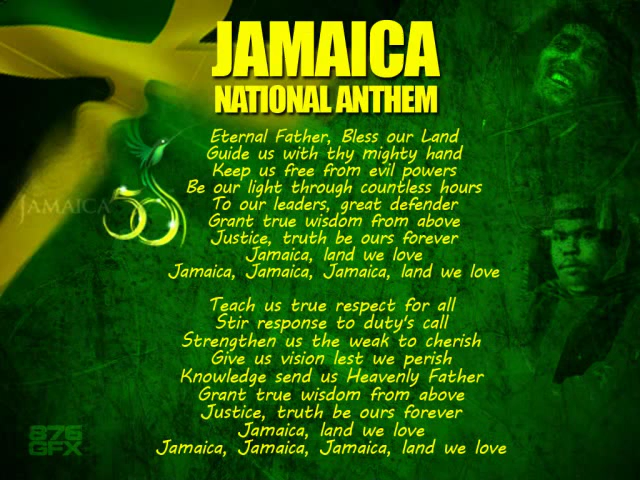 JAMAICA
NATIONAL ANTHEM
Eternal Father, Bless our Land
Guide us with thy mighty hand
Keep us free from evil powers
Be our light through countless hours
To our leaders, great defender
Grant true wisdom from above
Justice, truth be ours forever
Jamaica, land we love
Jamaica, Jamaica, Jamaica, land we love
JAMAICA 50
Teach us true respect for all
Stir response to duty's call
Strengthen us the weak to cherish
Give us vision lest we perish
Knowledge send us Heavenly Father
Grant true wisdom from above
Justice, truth be ours forever
Jamaica, land we love
Jamaica, Jamaica, Jamaica, land we love
876
GFX